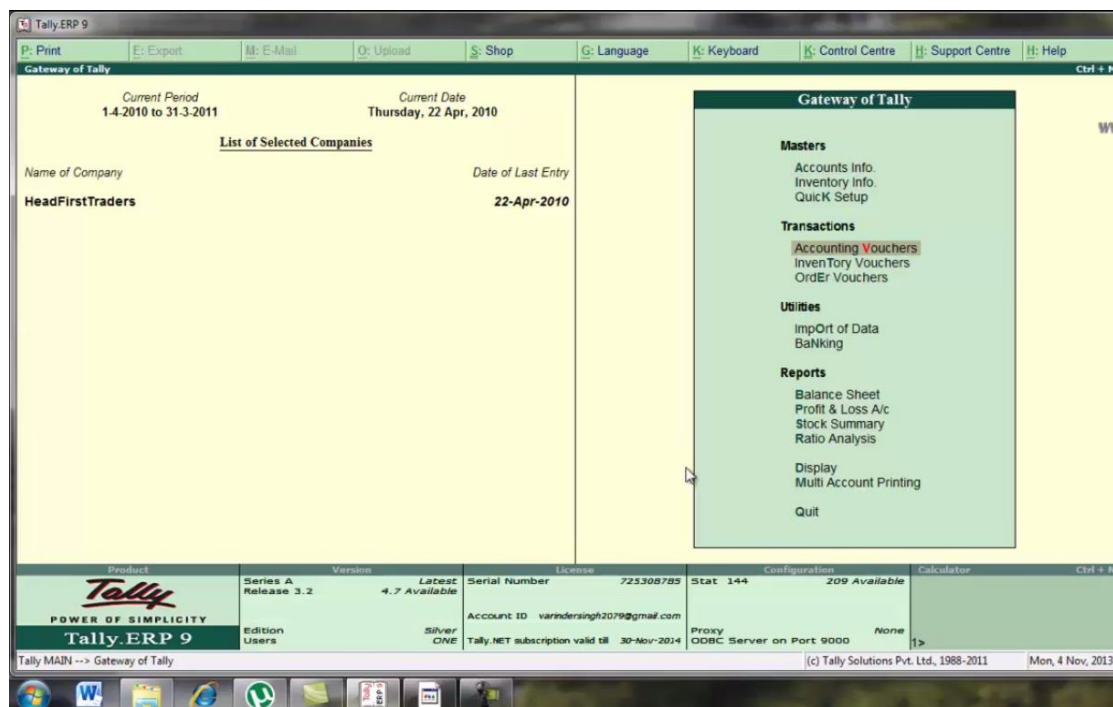 Tally.ERP 9
P: Print E: Export M: E-Mail O: Upload S: Shop G: Language K: Keyboard K: Control Centre H: Support Centre H: Help
Gateway of Tally
Current Period
1-4-2010 to 31-3-2011
Current Date
Thursday, 22 Apr, 2010
List of Selected Companies
Name of Company Date of Last Entry
HeadFirstTraders 22-Apr-2010
Ctrl +
Gateway of Tally
Masters
Accounts Info.
Inventory Info.
QuicK Setup
Transactions
Accounting Vouchers
InvenTory Vouchers
OrdEr Vouchers
Utilities
ImpOrt of Data
BaNking
Reports
Balance Sheet
Profit & Loss A/c
Stock Summary
Ratio Analysis
Display
Multi Account Printing
Quit
Product
Tally
POWER OF SIMPLICITY
Tally.ERP 9
Version
Series A Latest
Release 3.2 4.7 Available
Edition Silver
Users ONE
License
Serial Number 725308785
Account ID varindersingh2079@gmail.com
Tally.NET subscription valid till 30-Nov-2014
Configuration
Stat 144 209 Available
Proxy None
ODBC Server on Port 9000
Calculator Ctrl +
1>
Tally MAIN --> Gateway of Tally (c) Tally Solutions Pvt. Ltd., 1988-2011 Mon, 4 Nov, 2013